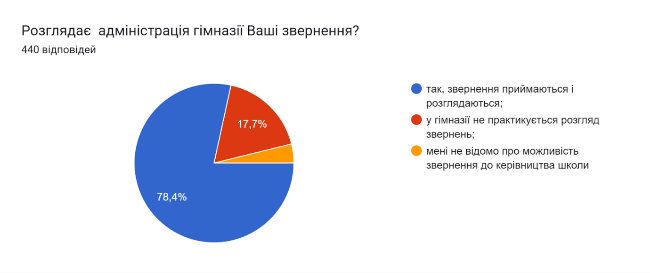 Розглядає адміністрація гімназії Ваші звернення?
440 відповідей
так, звернення приймаються і
розглядаються;
у гімназії не практикується розгляд
звернень;
мені не відомо про можливість
звернення до керівництва школи
17,7%
78,4%